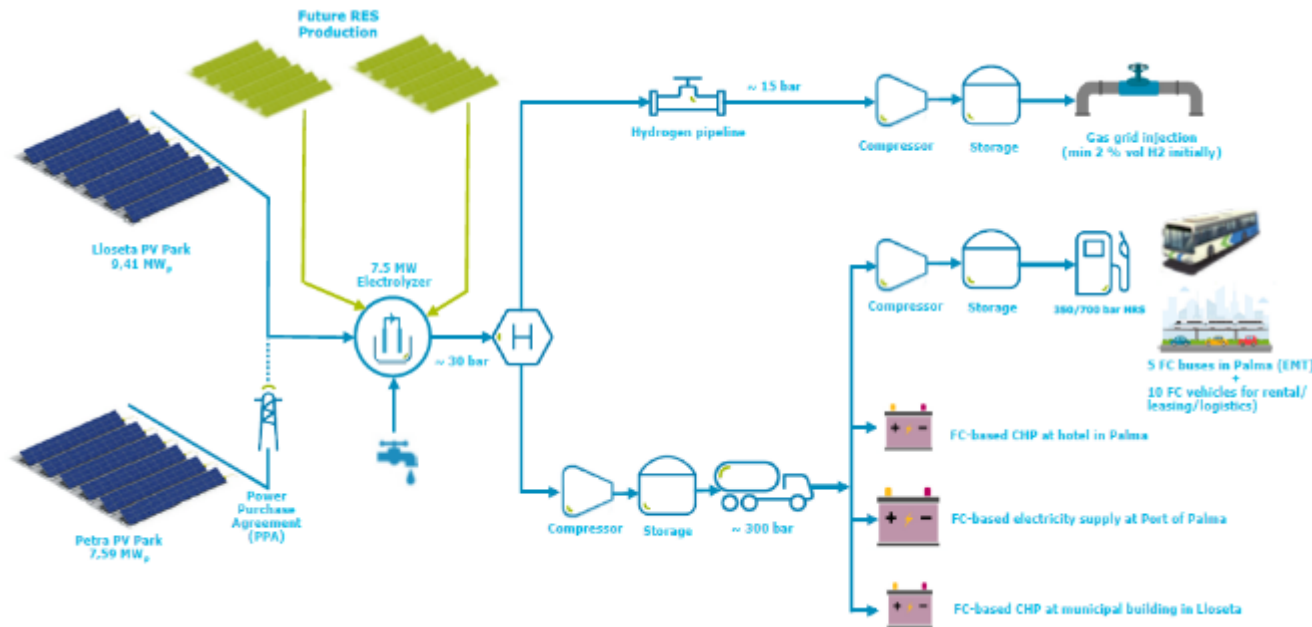 Future RES
Production
~ 15 bar
Hydrogen pipeline
Compressor
Storage
Gas grid injection
(min 2 % vol H2 initially)
Lloseta PV Park
9,41 MWp
7.5 MW
Electrolyzer
H
~ 30 bar
Compressor
Storage
350/700 bar HRS
5 FC buses in Palma (EMT)
+
10 FC vehicles for rental/
leasing/logistics)
FC-based CHP at hotel in Palma
Power
Purchase
Agreement
(PPA)
Petra PV Park
7,59 MWp
Compressor
Storage
~ 300 bar
FC-based electricity supply at Port of Palma
FC-based CHP at municipal building in Lloseta